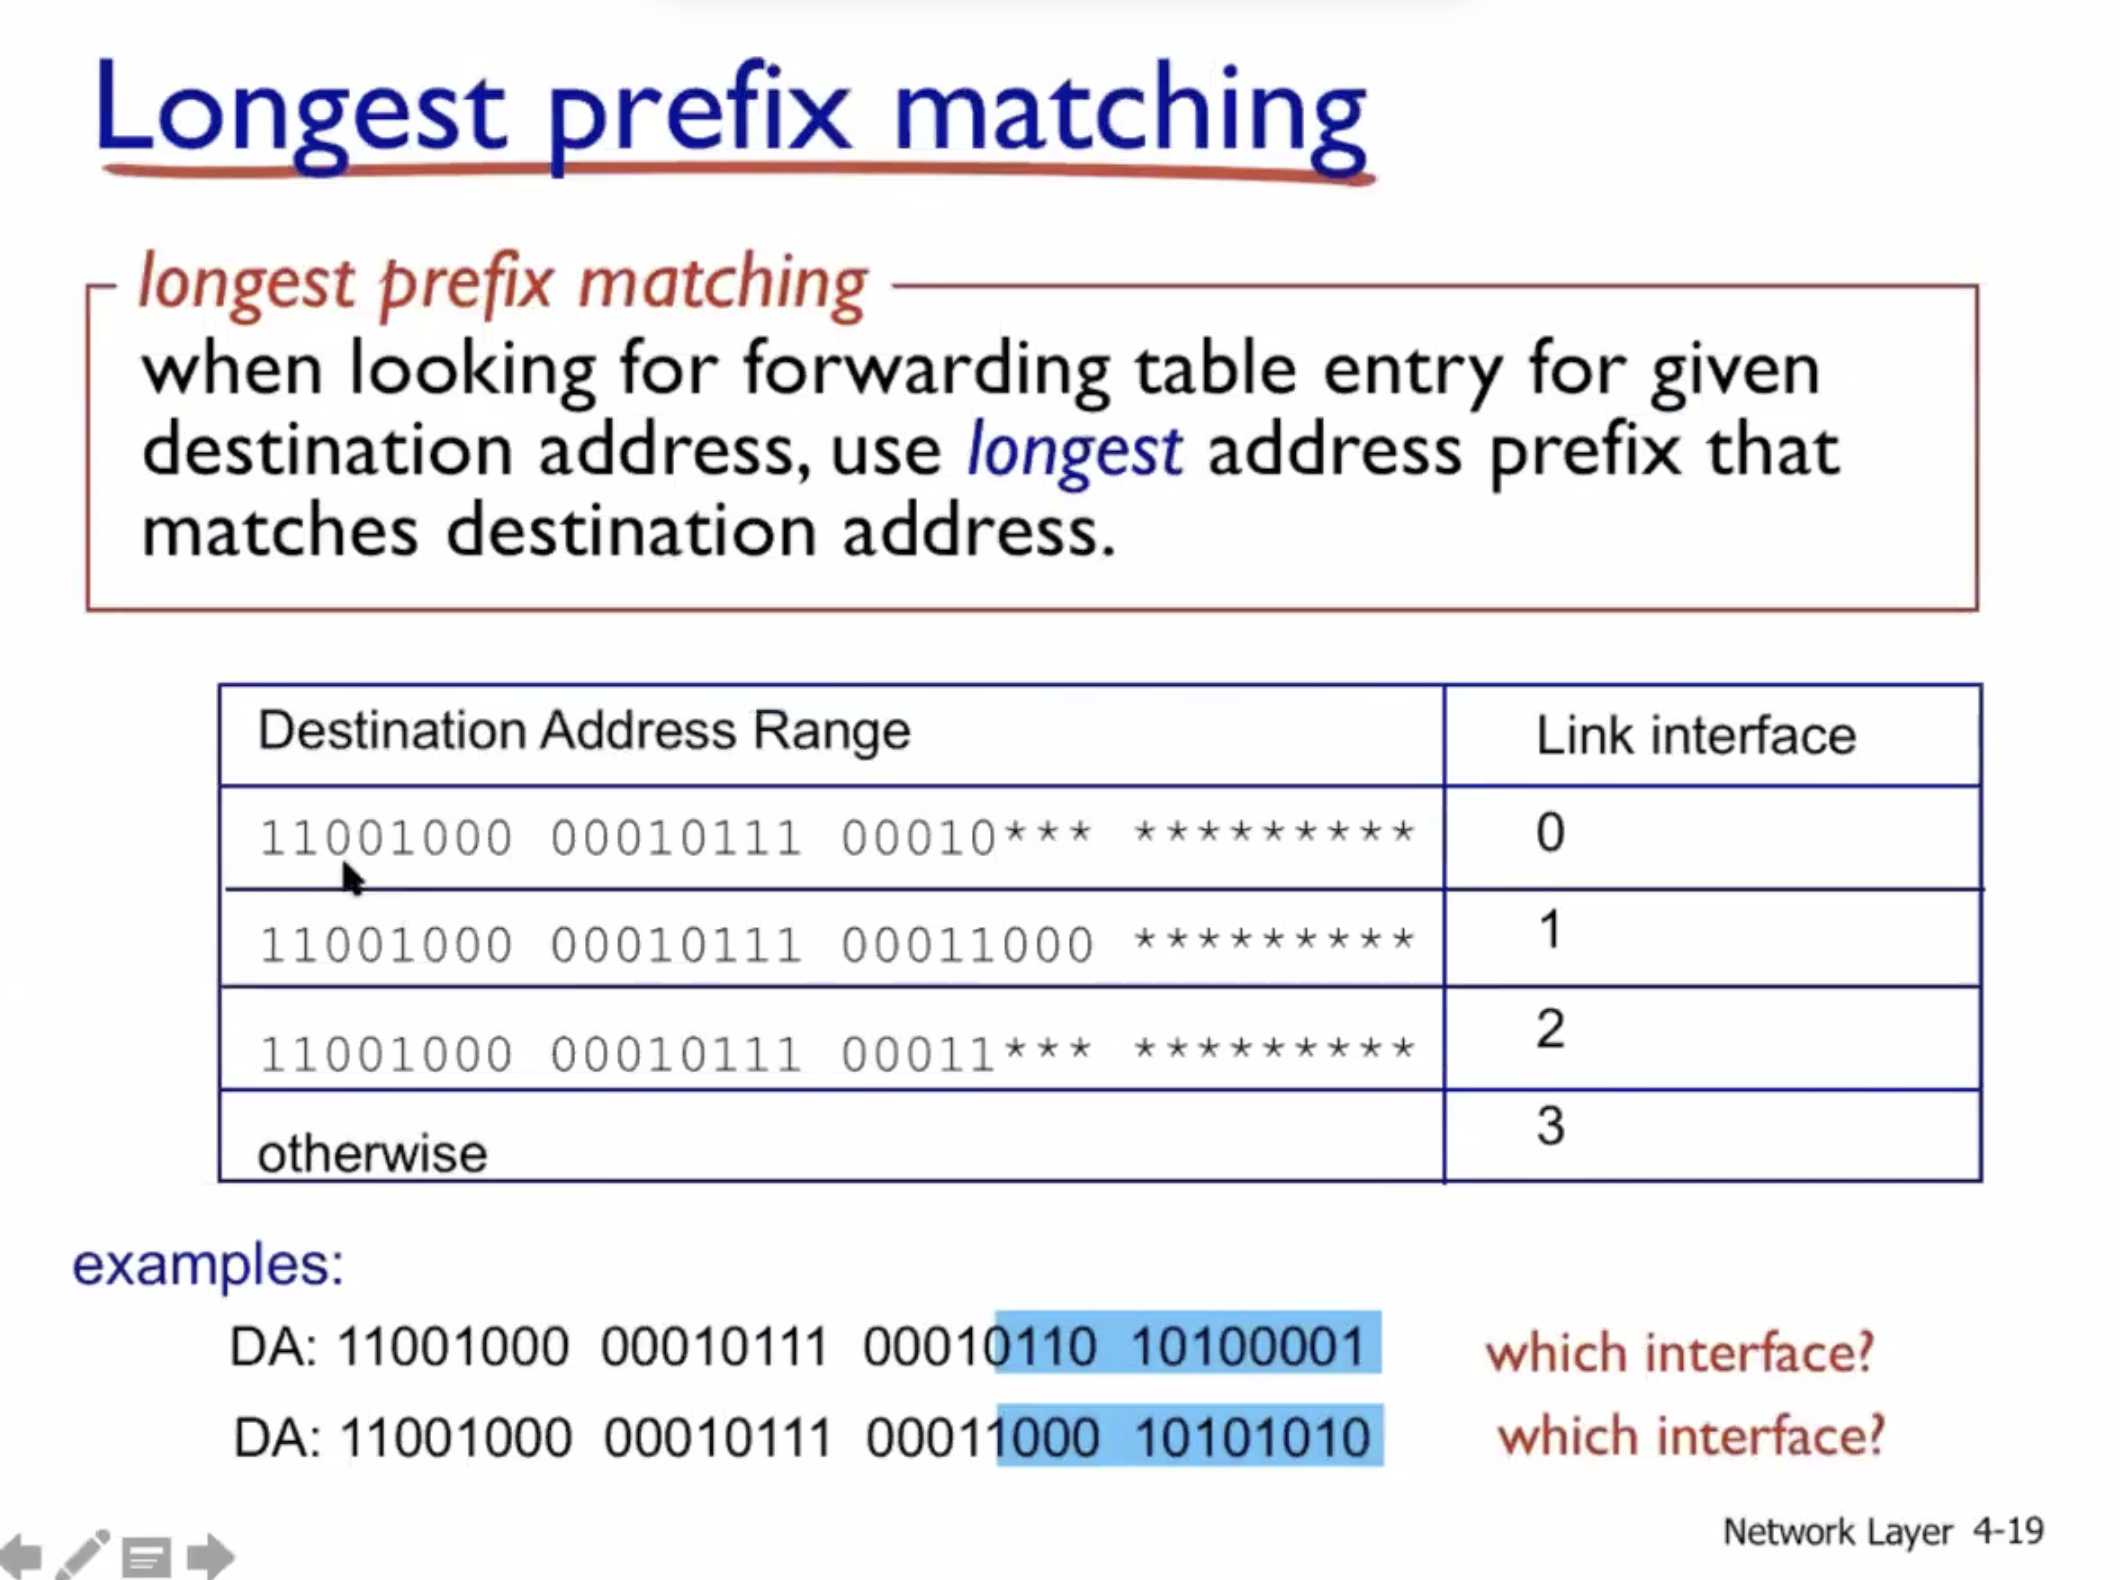 Longest prefix matching
longest prefix matching
when looking for forwarding table entry for given
destination address, use longest address prefix that
matches destination address.
Destination Address Range Link interface
11001000 00010111 00010*** ********* 0
11001000 00010111 00011000 ********* 1
11001000 00010111 00011*** ********* 2
otherwise 3
examples:
DA: 11001000 00010111 00010110 10100001 which interface?
DA: 11001000 00010111 00011000 10101010 which interface?
Network Layer 4-19